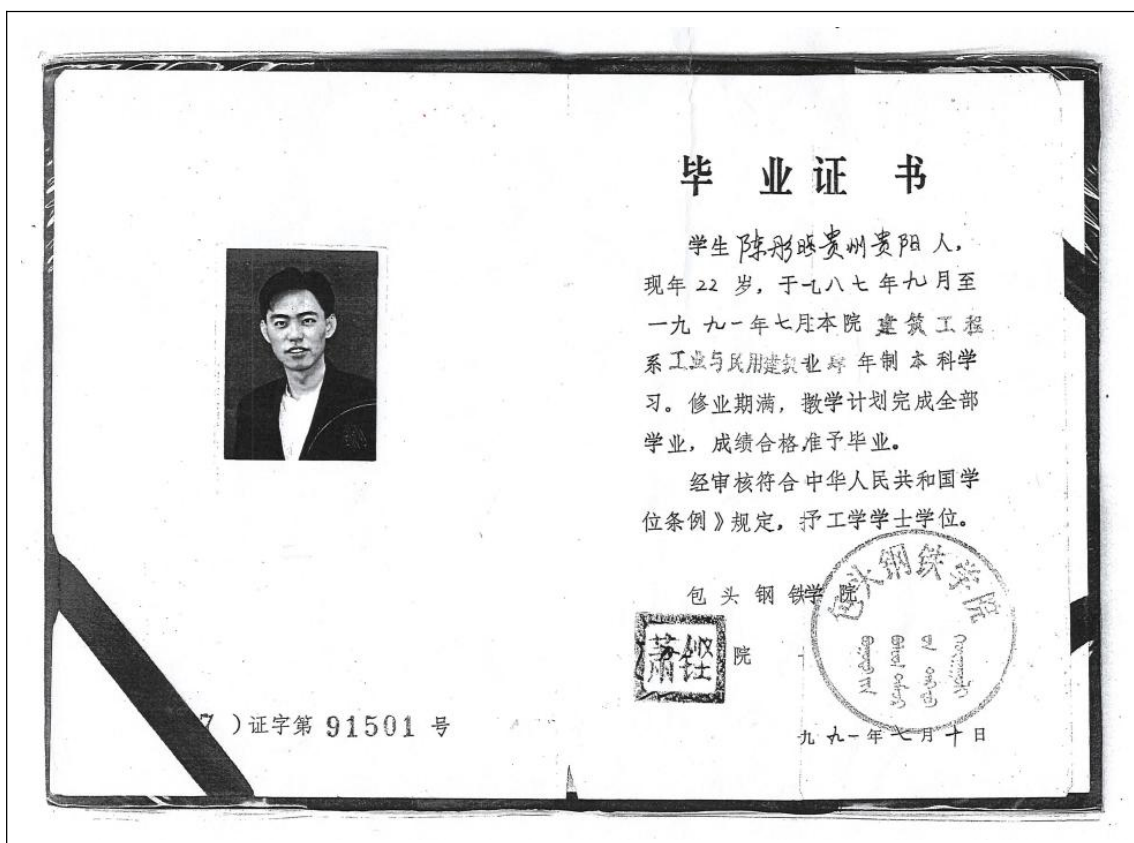 毕业证书
学生陈彤 贵州贵阳人,
现年22岁,于一九八七年九月至
一九九一年七月 本院建筑工程
系工业与民用建筑 业 年制本科学
习。修业期满, 教学计划完成全部
学业,成绩合格,准予毕业。
经审核符合中华人民共和国学
位条例》规定, 予工学学士学位。
包头钢铁学院
院
包头钢铁学院
九九一年七月十日
7)证字第 91501 号